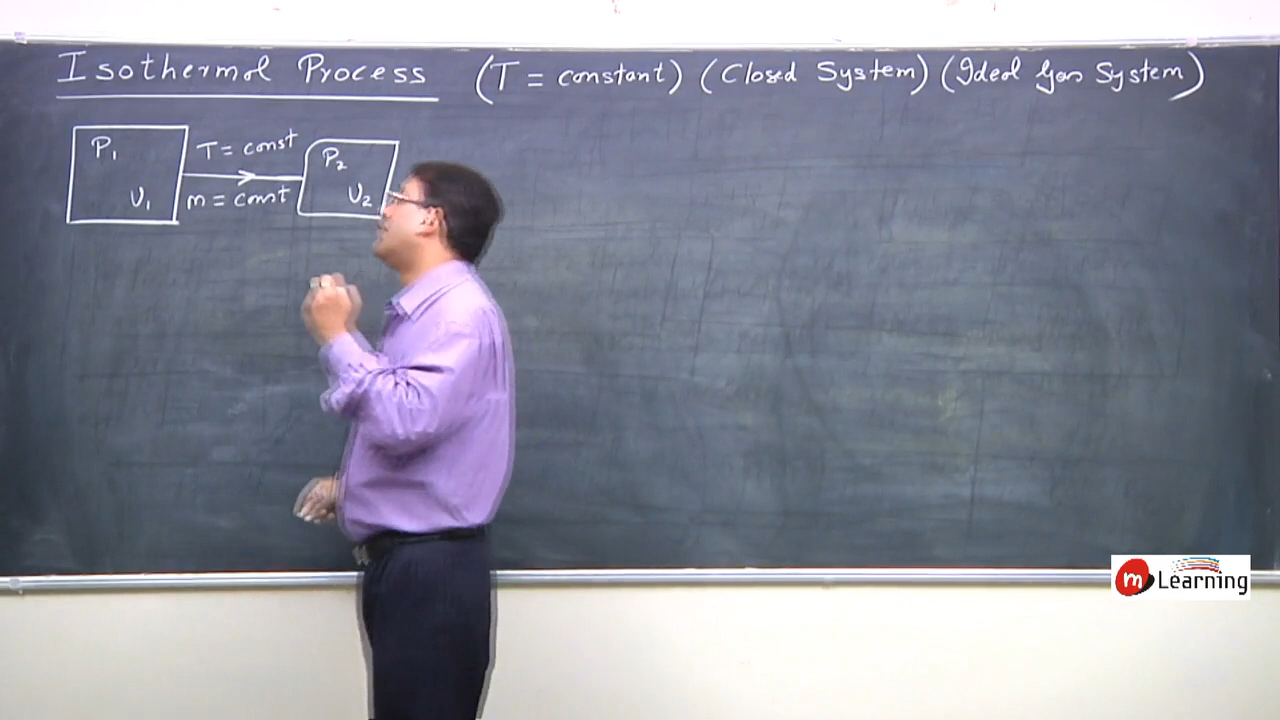 Isothermal Process (T = constant) (Closed System) (Ideal Gas System)
P₁ T = const P₂
V₁ m = const V₂
m Learning